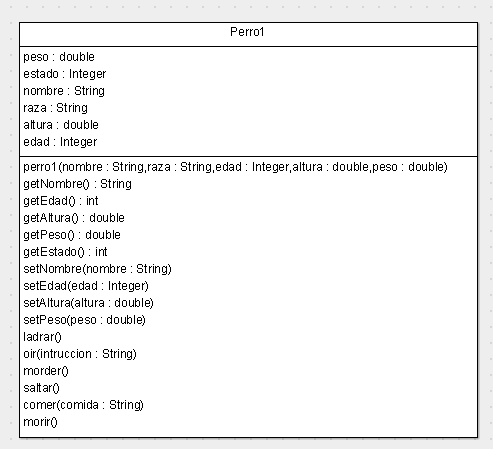 Perro1
peso : double
estado : Integer
nombre : String
raza : String
altura : double
edad : Integer
perro1(nombre : String,raza : String,edad : Integer,altura : double,peso : double)
getNombre() : String
getEdad() : int
getAltura() : double
getPeso() : double
getEstado() : int
setNombre(nombre : String)
setEdad(edad : Integer)
setAltura(altura : double)
setPeso(peso : double)
ladrar()
oir(intruccion : String)
morder()
saltar()
comer(comida : String)
morir()